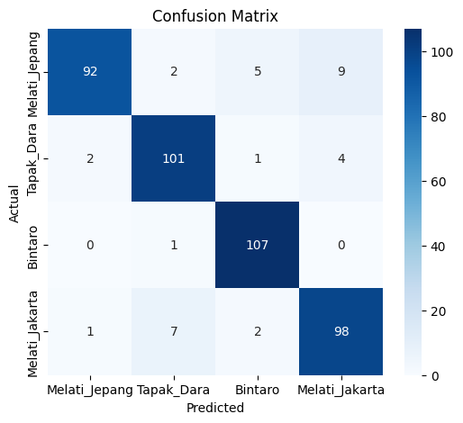 Confusion Matrix
Actual
Melati_Jepang
92 2 5 9
Tapak_Dara
2 101 1 4
Bintaro
0 1 107 0
Melati_Jakarta
1 7 2 98
Melati_Jepang Tapak_Dara Bintaro Melati_Jakarta
Predicted
100
80
60
40
20
0